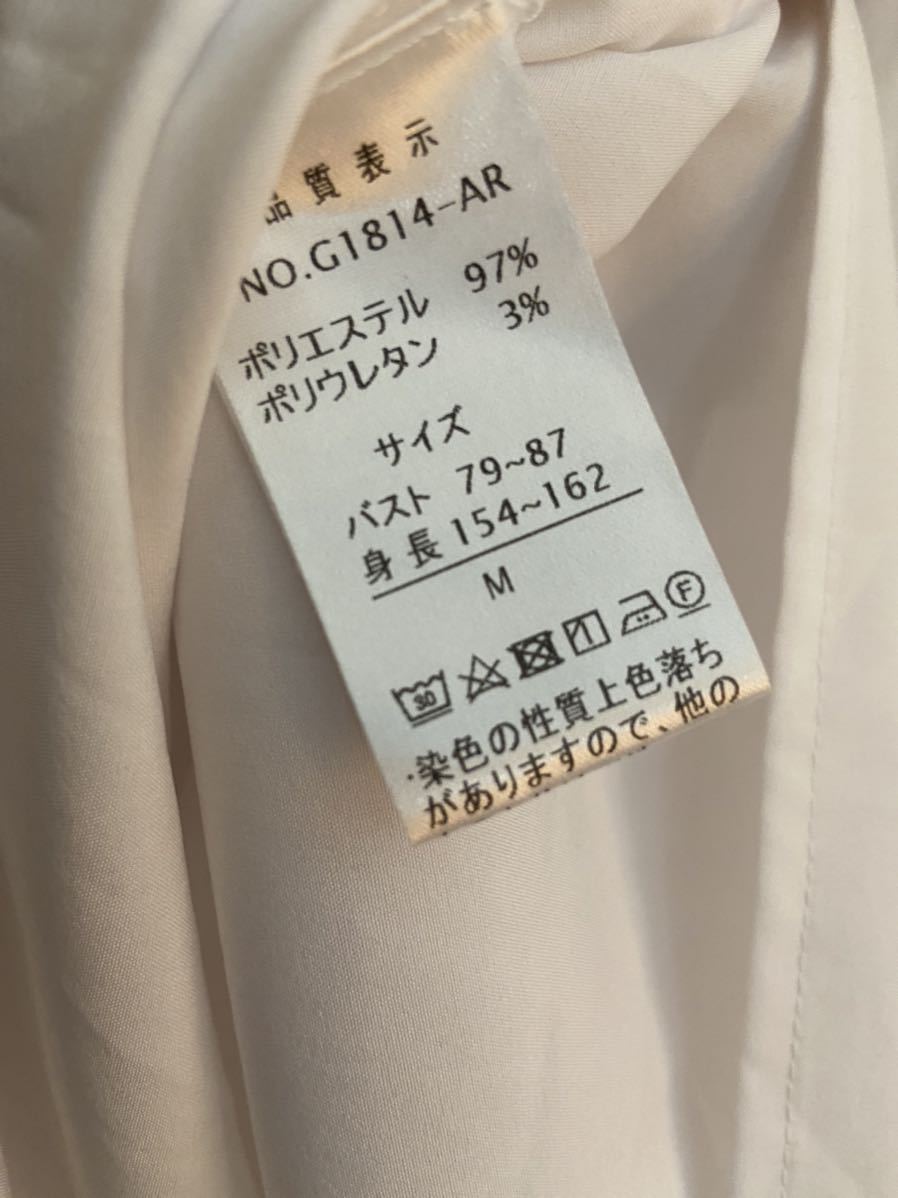 品質表示
NO.G1814-AR
ポリエステル 97%
ポリウレタン 3%
サイズ
バスト 79~87
身長 154~162
M
30 F
・染色の性質上色落ち
がありますので、他の